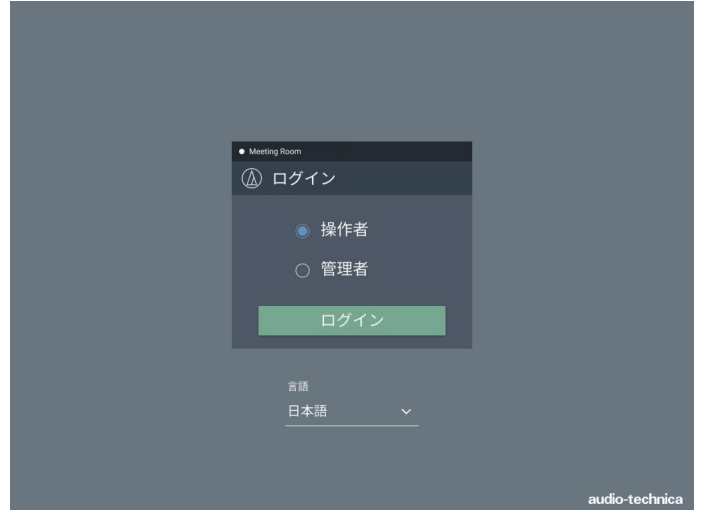 Meeting Room
ログイン
操作者
管理者
ログイン
言語
日本語
audio-technica